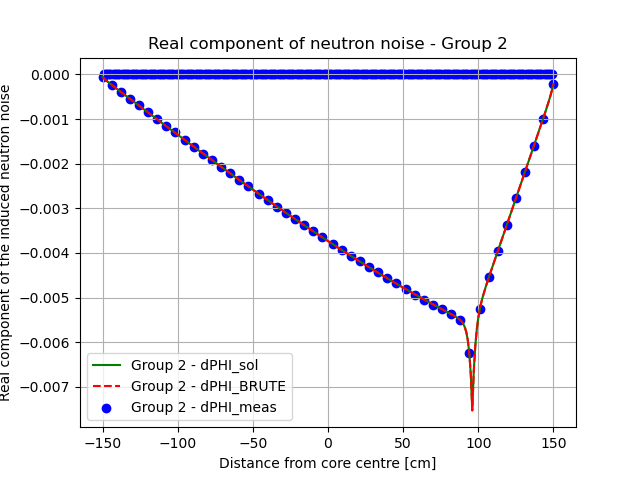 Real component of neutron noise - Group 2
Real component of the induced neutron noise
0.000
−0.001
−0.002
−0.003
−0.004
−0.005
−0.006
−0.007
Group 2 - dPHI_sol
Group 2 - dPHI_BRUTE
Group 2 - dPHI_meas
−150
−100
−50
0
50
100
150
Distance from core centre [cm]